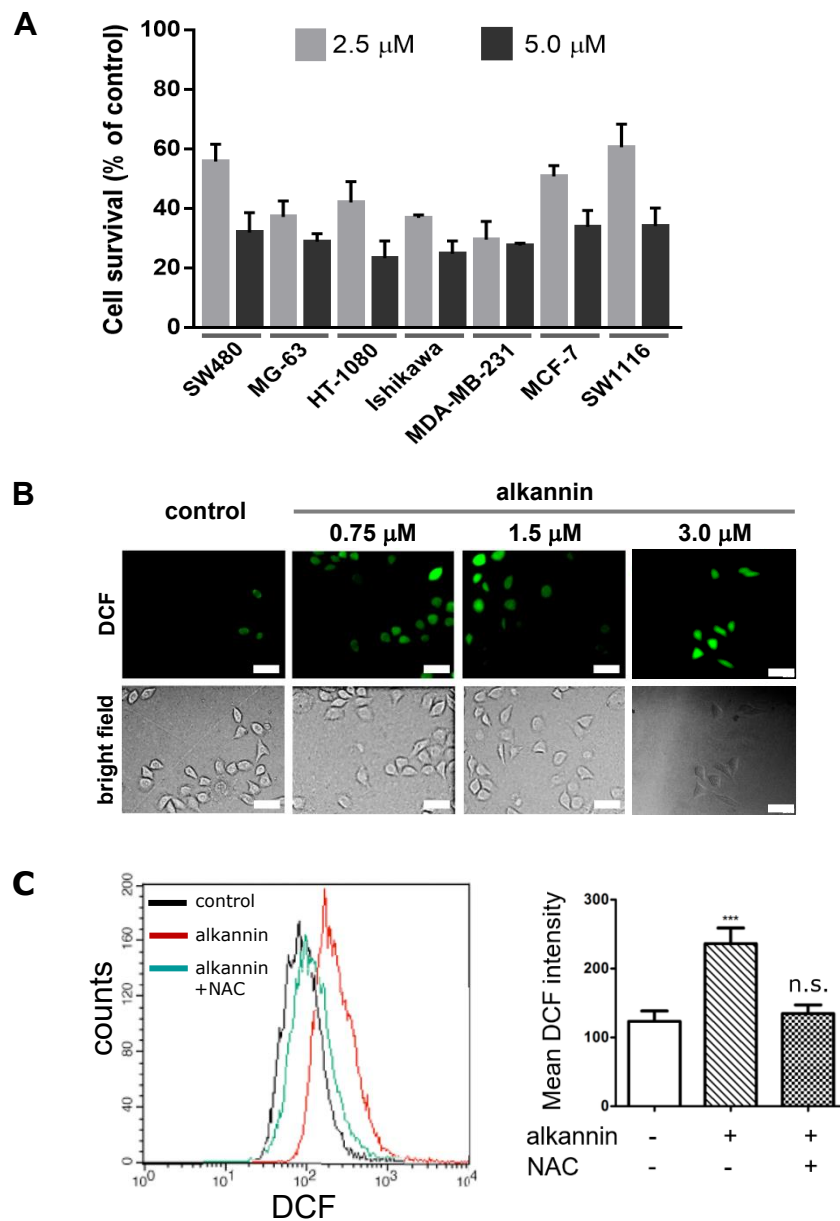 A
Cell survival (% of control)
100
80
60
40
20
0
2.5 μM
5.0 μM
SW480
MG-63
HT-1080
Ishikawa
MDA-MB-231
MCF-7
SW1116
B
control
alkannin
0.75 μM
1.5 μM
3.0 μM
DCF
bright field
C
counts
200
160
120
80
40
0
control
alkannin
alkannin
+NAC
10⁰
10¹
10²
10³
10⁴
DCF
Mean DCF intensity
300
200
100
0
***
n.s.
alkannin - + +
NAC - - +